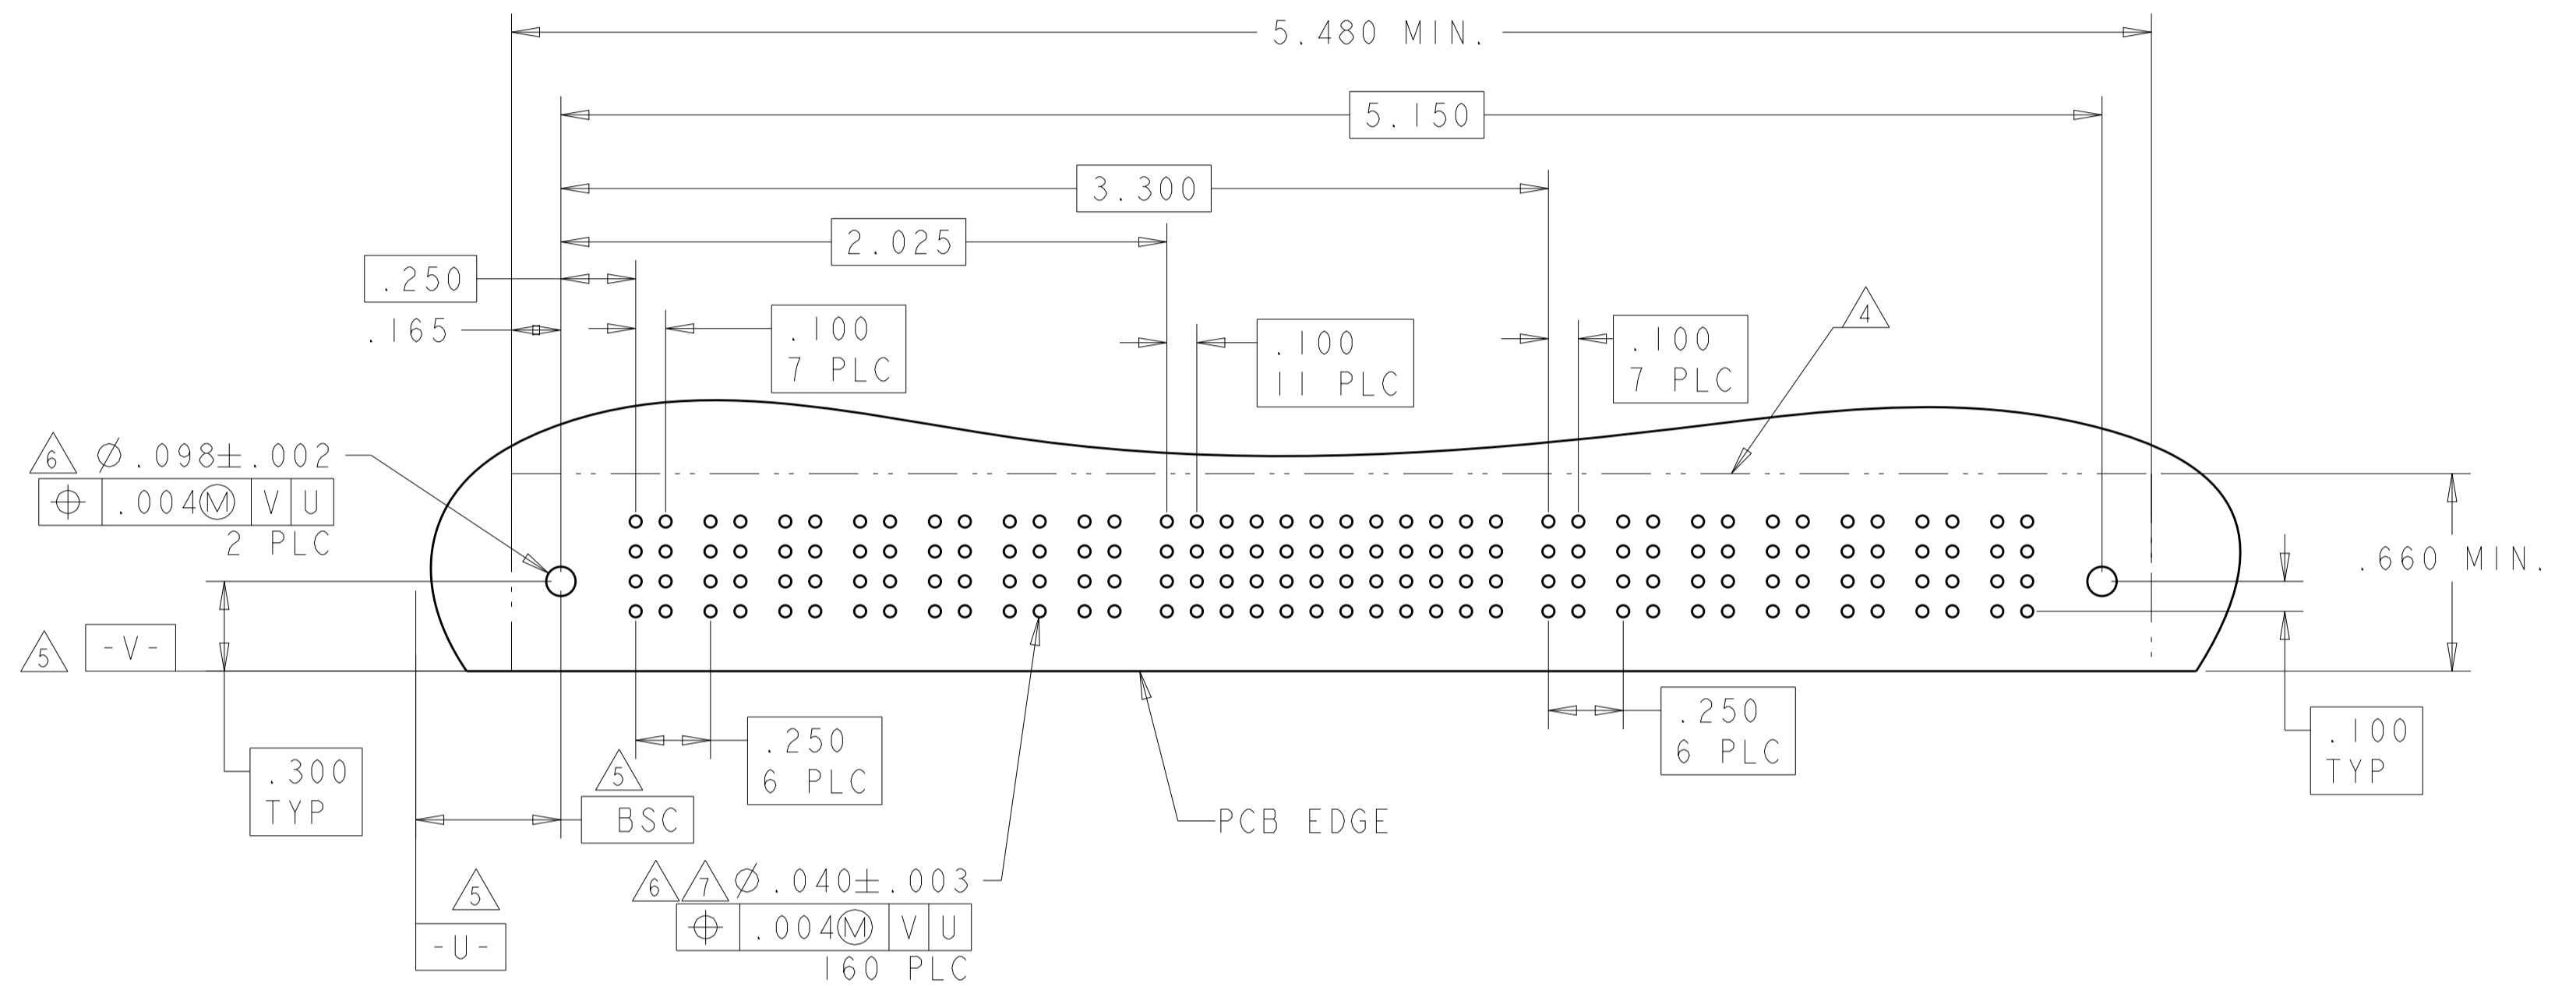 5.480 MIN.
5.150
3.300
2.025
.250
.165
.100
7 PLC
.100
11 PLC
.100
7 PLC
4
6 Ø.098±.002
⌖ .004Ⓜ V U
2 PLC
.660 MIN.
5 -V-
.300
TYP
.250
6 PLC
5
BSC
.250
6 PLC
.100
TYP
PCB EDGE
5
-U-
6 7 Ø.040±.003
⌖ .004Ⓜ V U
160 PLC